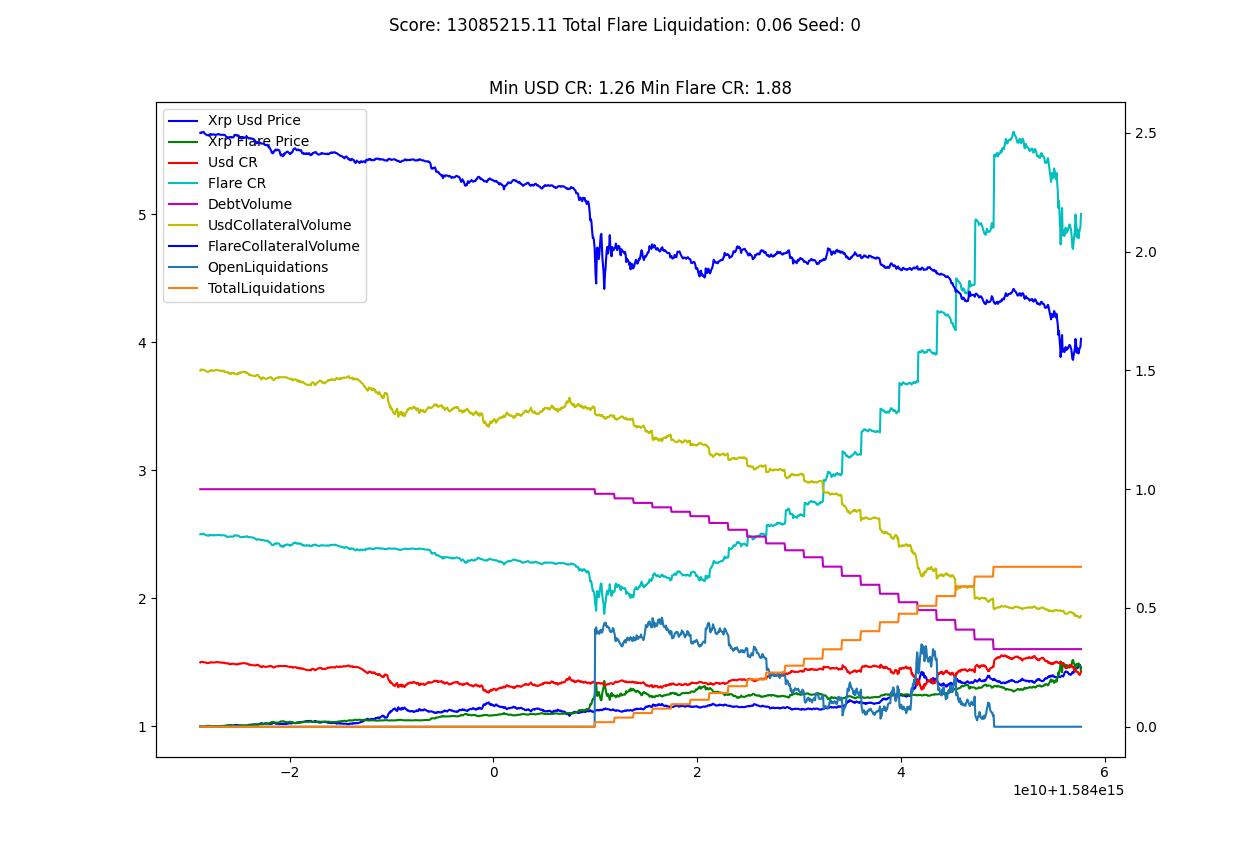 Score: 13085215.11 Total Flare Liquidation: 0.06 Seed: 0
Min USD CR: 1.26 Min Flare CR: 1.88
Xrp Usd Price
Xrp Flare Price
Usd CR
Flare CR
DebtVolume
UsdCollateralVolume
FlareCollateralVolume
OpenLiquidations
TotalLiquidations
5
4
3
2
1
2.5
2.0
1.5
1.0
0.5
0.0
−2
0
2
4
6
1e10+1.584e15